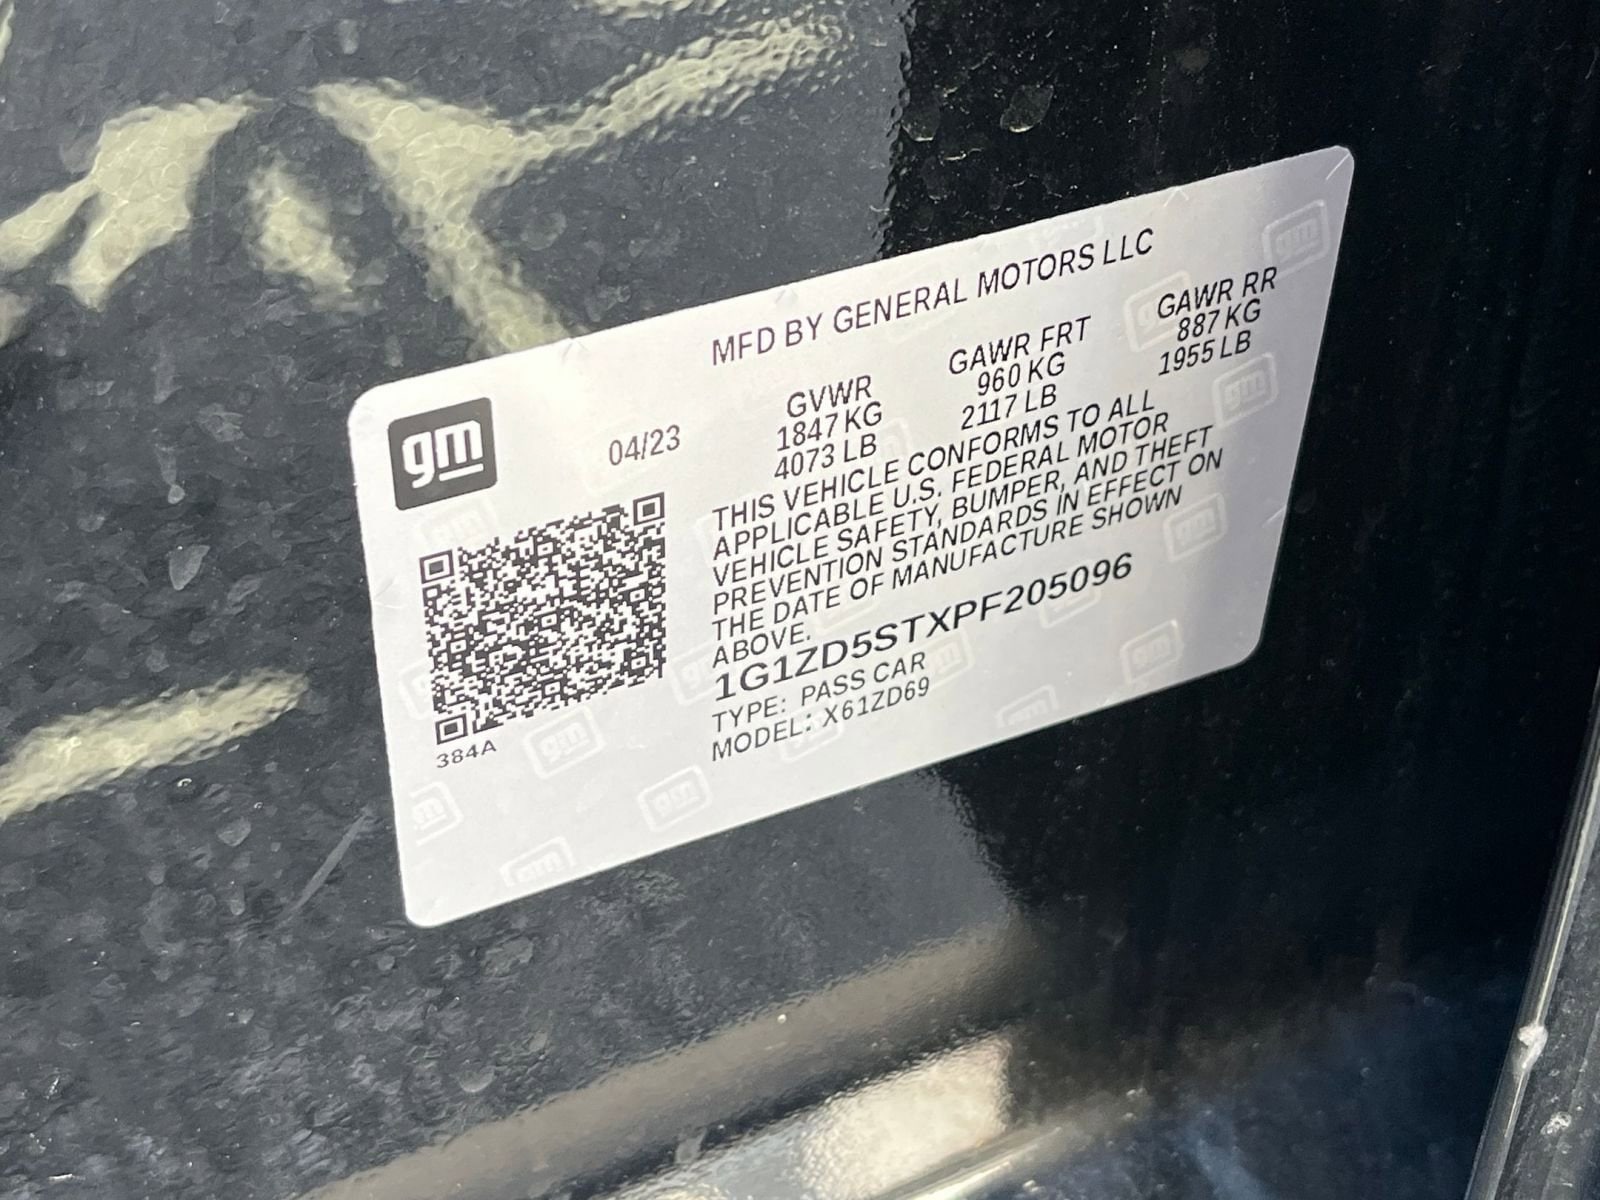 MFD BY GENERAL MOTORS LLC
gm
04/23
GVWR
1847 KG
4073 LB
GAWR FRT
960 KG
2117 LB
GAWR RR
887 KG
1955 LB
THIS VEHICLE CONFORMS TO ALL
APPLICABLE U.S. FEDERAL MOTOR
VEHICLE SAFETY, BUMPER, AND THEFT
PREVENTION STANDARDS IN EFFECT ON
THE DATE OF MANUFACTURE SHOWN
ABOVE.
1G1ZD5STXPF205096
TYPE: PASS CAR
MODEL: X61ZD69
384A